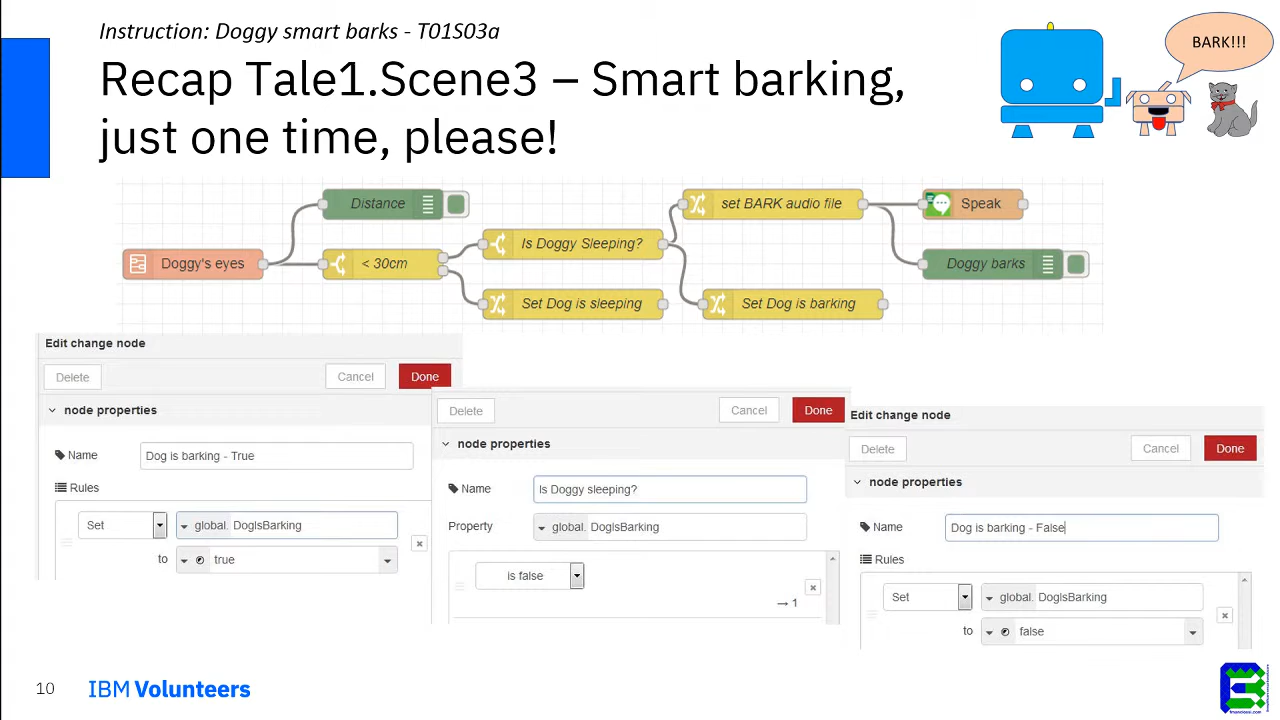 Instruction: Doggy smart barks - T01S03a
Recap Tale1.Scene3 – Smart barking,
just one time, please!
BARK!!!
Distance
Doggy's eyes
< 30cm
Is Doggy Sleeping?
Set Dog is sleeping
set BARK audio file
Set Dog is barking
Speak
Doggy barks
Edit change node
Delete
Cancel
Done
node properties
Name
Dog is barking - True
Rules
Set
global. DogIsBarking
to
true
Delete
Cancel
Done
node properties
Name
Is Doggy sleeping?
Property
global. DogIsBarking
is false
→ 1
Edit change node
Delete
Cancel
Done
node properties
Name
Dog is barking - False
Rules
Set
global. DogIsBarking
to
false
10
IBM Volunteers